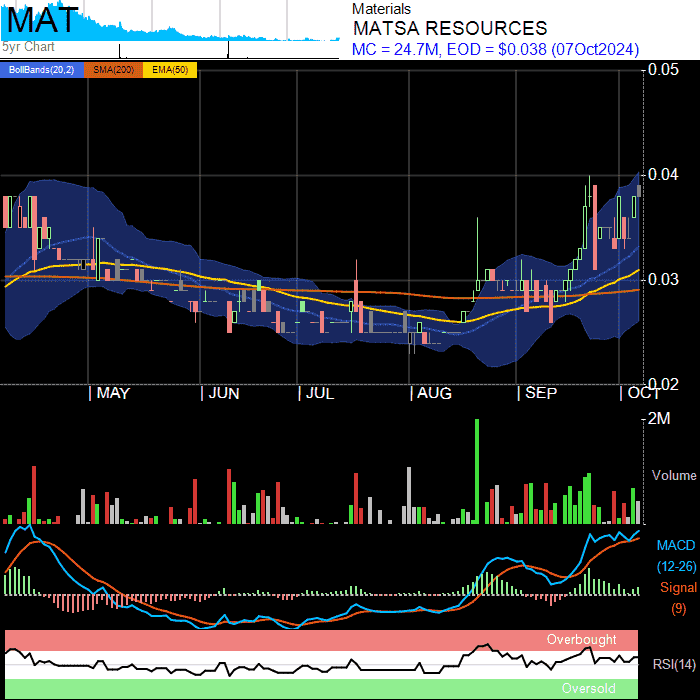 MAT
5yr Chart
Materials
MATSA RESOURCES
MC = 24.7M, EOD = $0.038 (07Oct2024)
BollBands(20,2) SMA(200) EMA(50)
0.05
0.04
0.03
0.02
MAY JUN JUL AUG SEP OCT
2M
Volume
MACD
(12-26)
Signal
(9)
Overbought
RSI(14)
Oversold